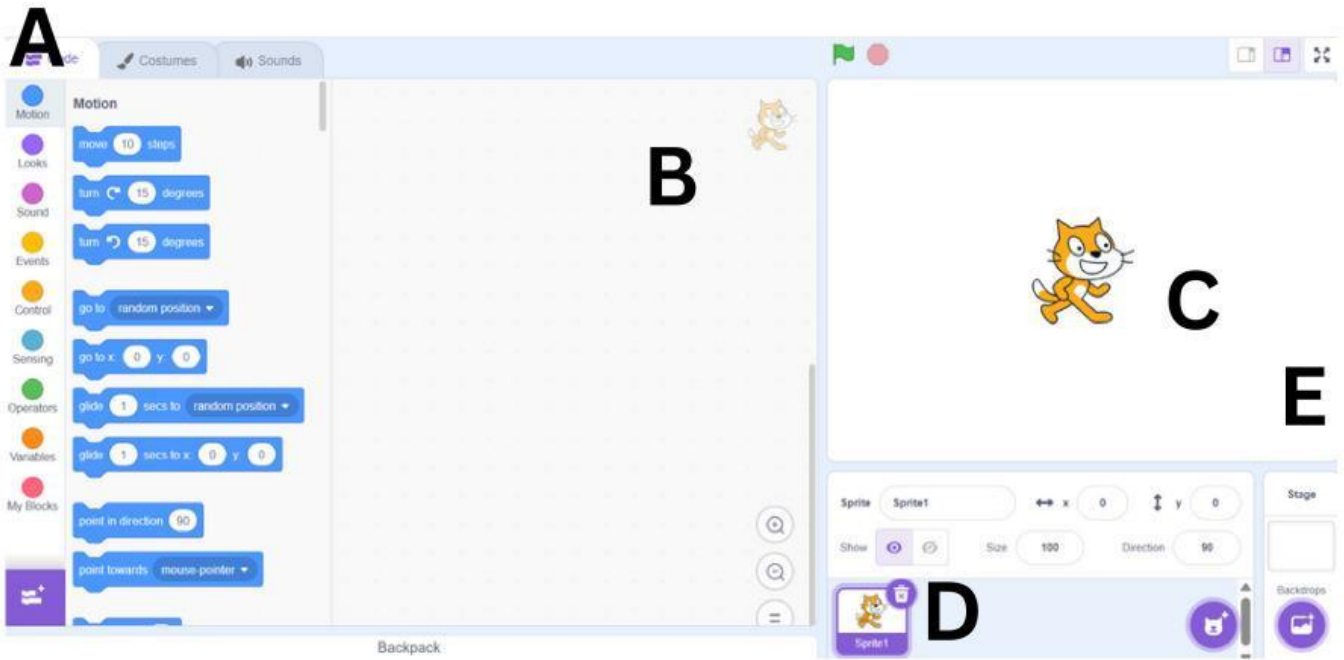 A
de
Costumes
Sounds
Motion
Looks
Sound
Events
Control
Sensing
Operators
Variables
My Blocks
Motion
move 10 steps
turn 15 degrees
turn 15 degrees
go to random position
go to x: 0 y: 0
glide 1 secs to random position
glide 1 secs to x: 0 y: 0
point in direction 90
point towards mouse-pointer
B
Backpack
C
E
Sprite Sprite1 x 0 y 0
Show Size 100 Direction 90
Sprite1
D
Stage
Backdrops